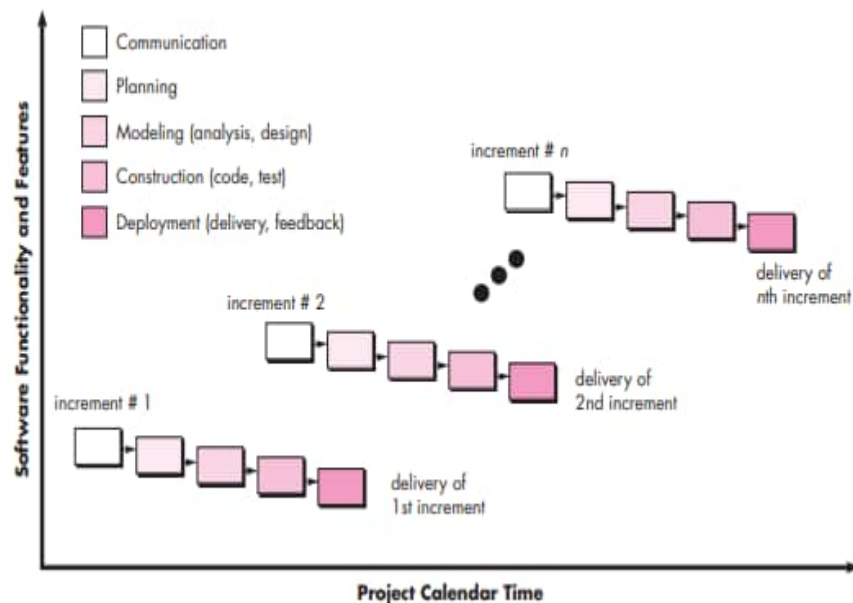 Communication
Planning
Modeling (analysis, design)
Construction (code, test)
Deployment (delivery, feedback)
increment # n
delivery of
nth increment
increment # 2
delivery of
2nd increment
increment # 1
delivery of
1st increment
Software Functionality and Features
Project Calendar Time